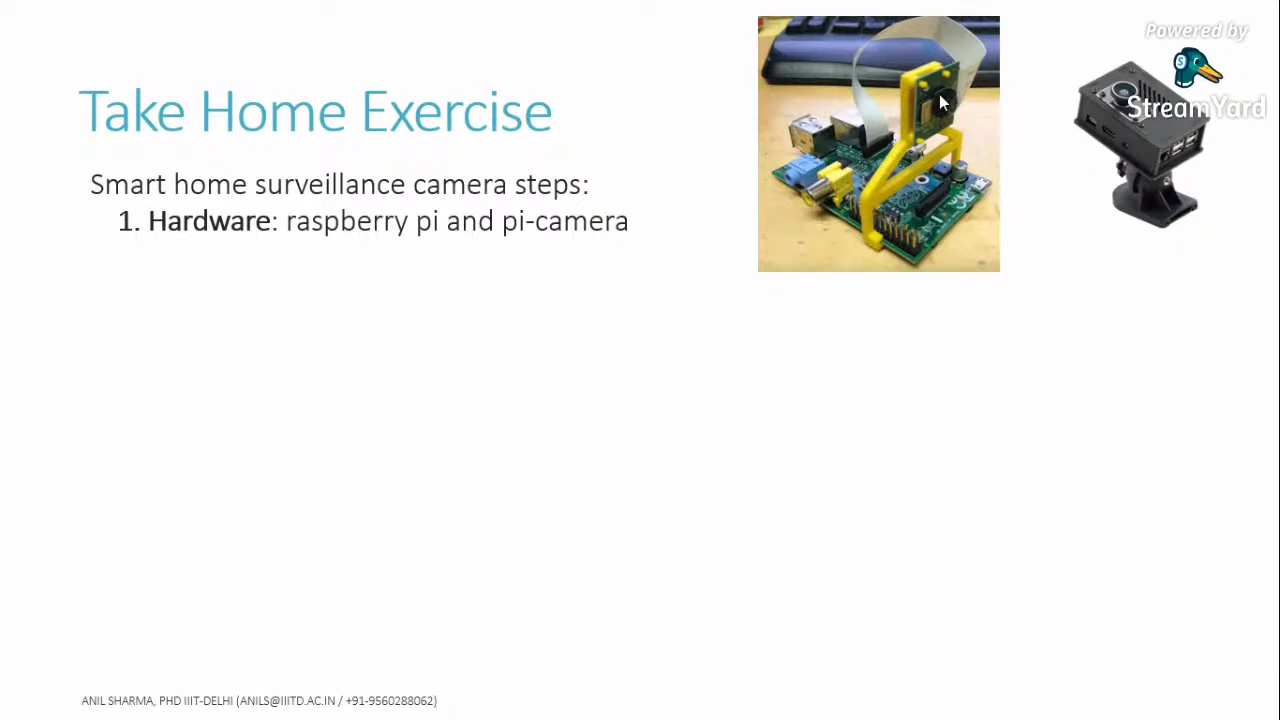 Powered by
StreamYard
Take Home Exercise
Smart home surveillance camera steps:
1. Hardware: raspberry pi and pi-camera
ANIL SHARMA, PHD IIIT-DELHI (ANILS@IIITD.AC.IN / +91-9560288062)